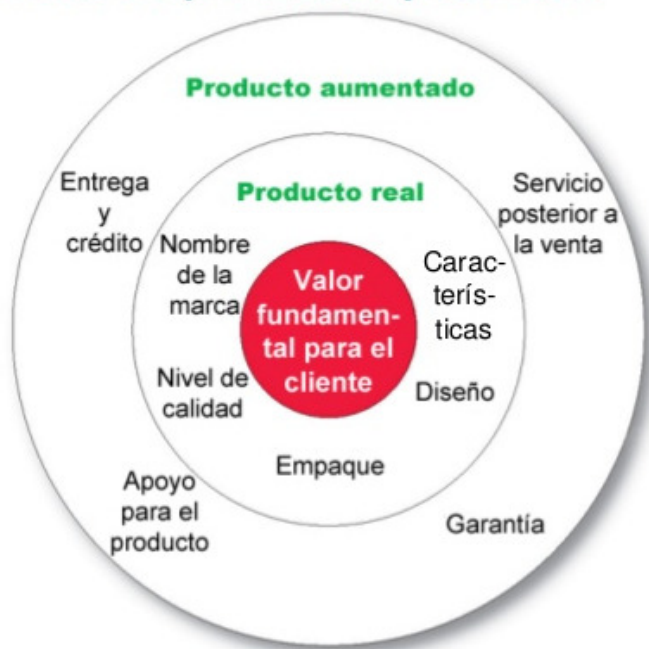 Producto aumentado
Entrega
y
crédito
Servicio
posterior a
la venta
Producto real
Nombre
de la
marca
Carac-
terís-
ticas
Valor
fundamen-
tal para el
cliente
Nivel de
calidad
Diseño
Empaque
Apoyo
para el
producto
Garantía